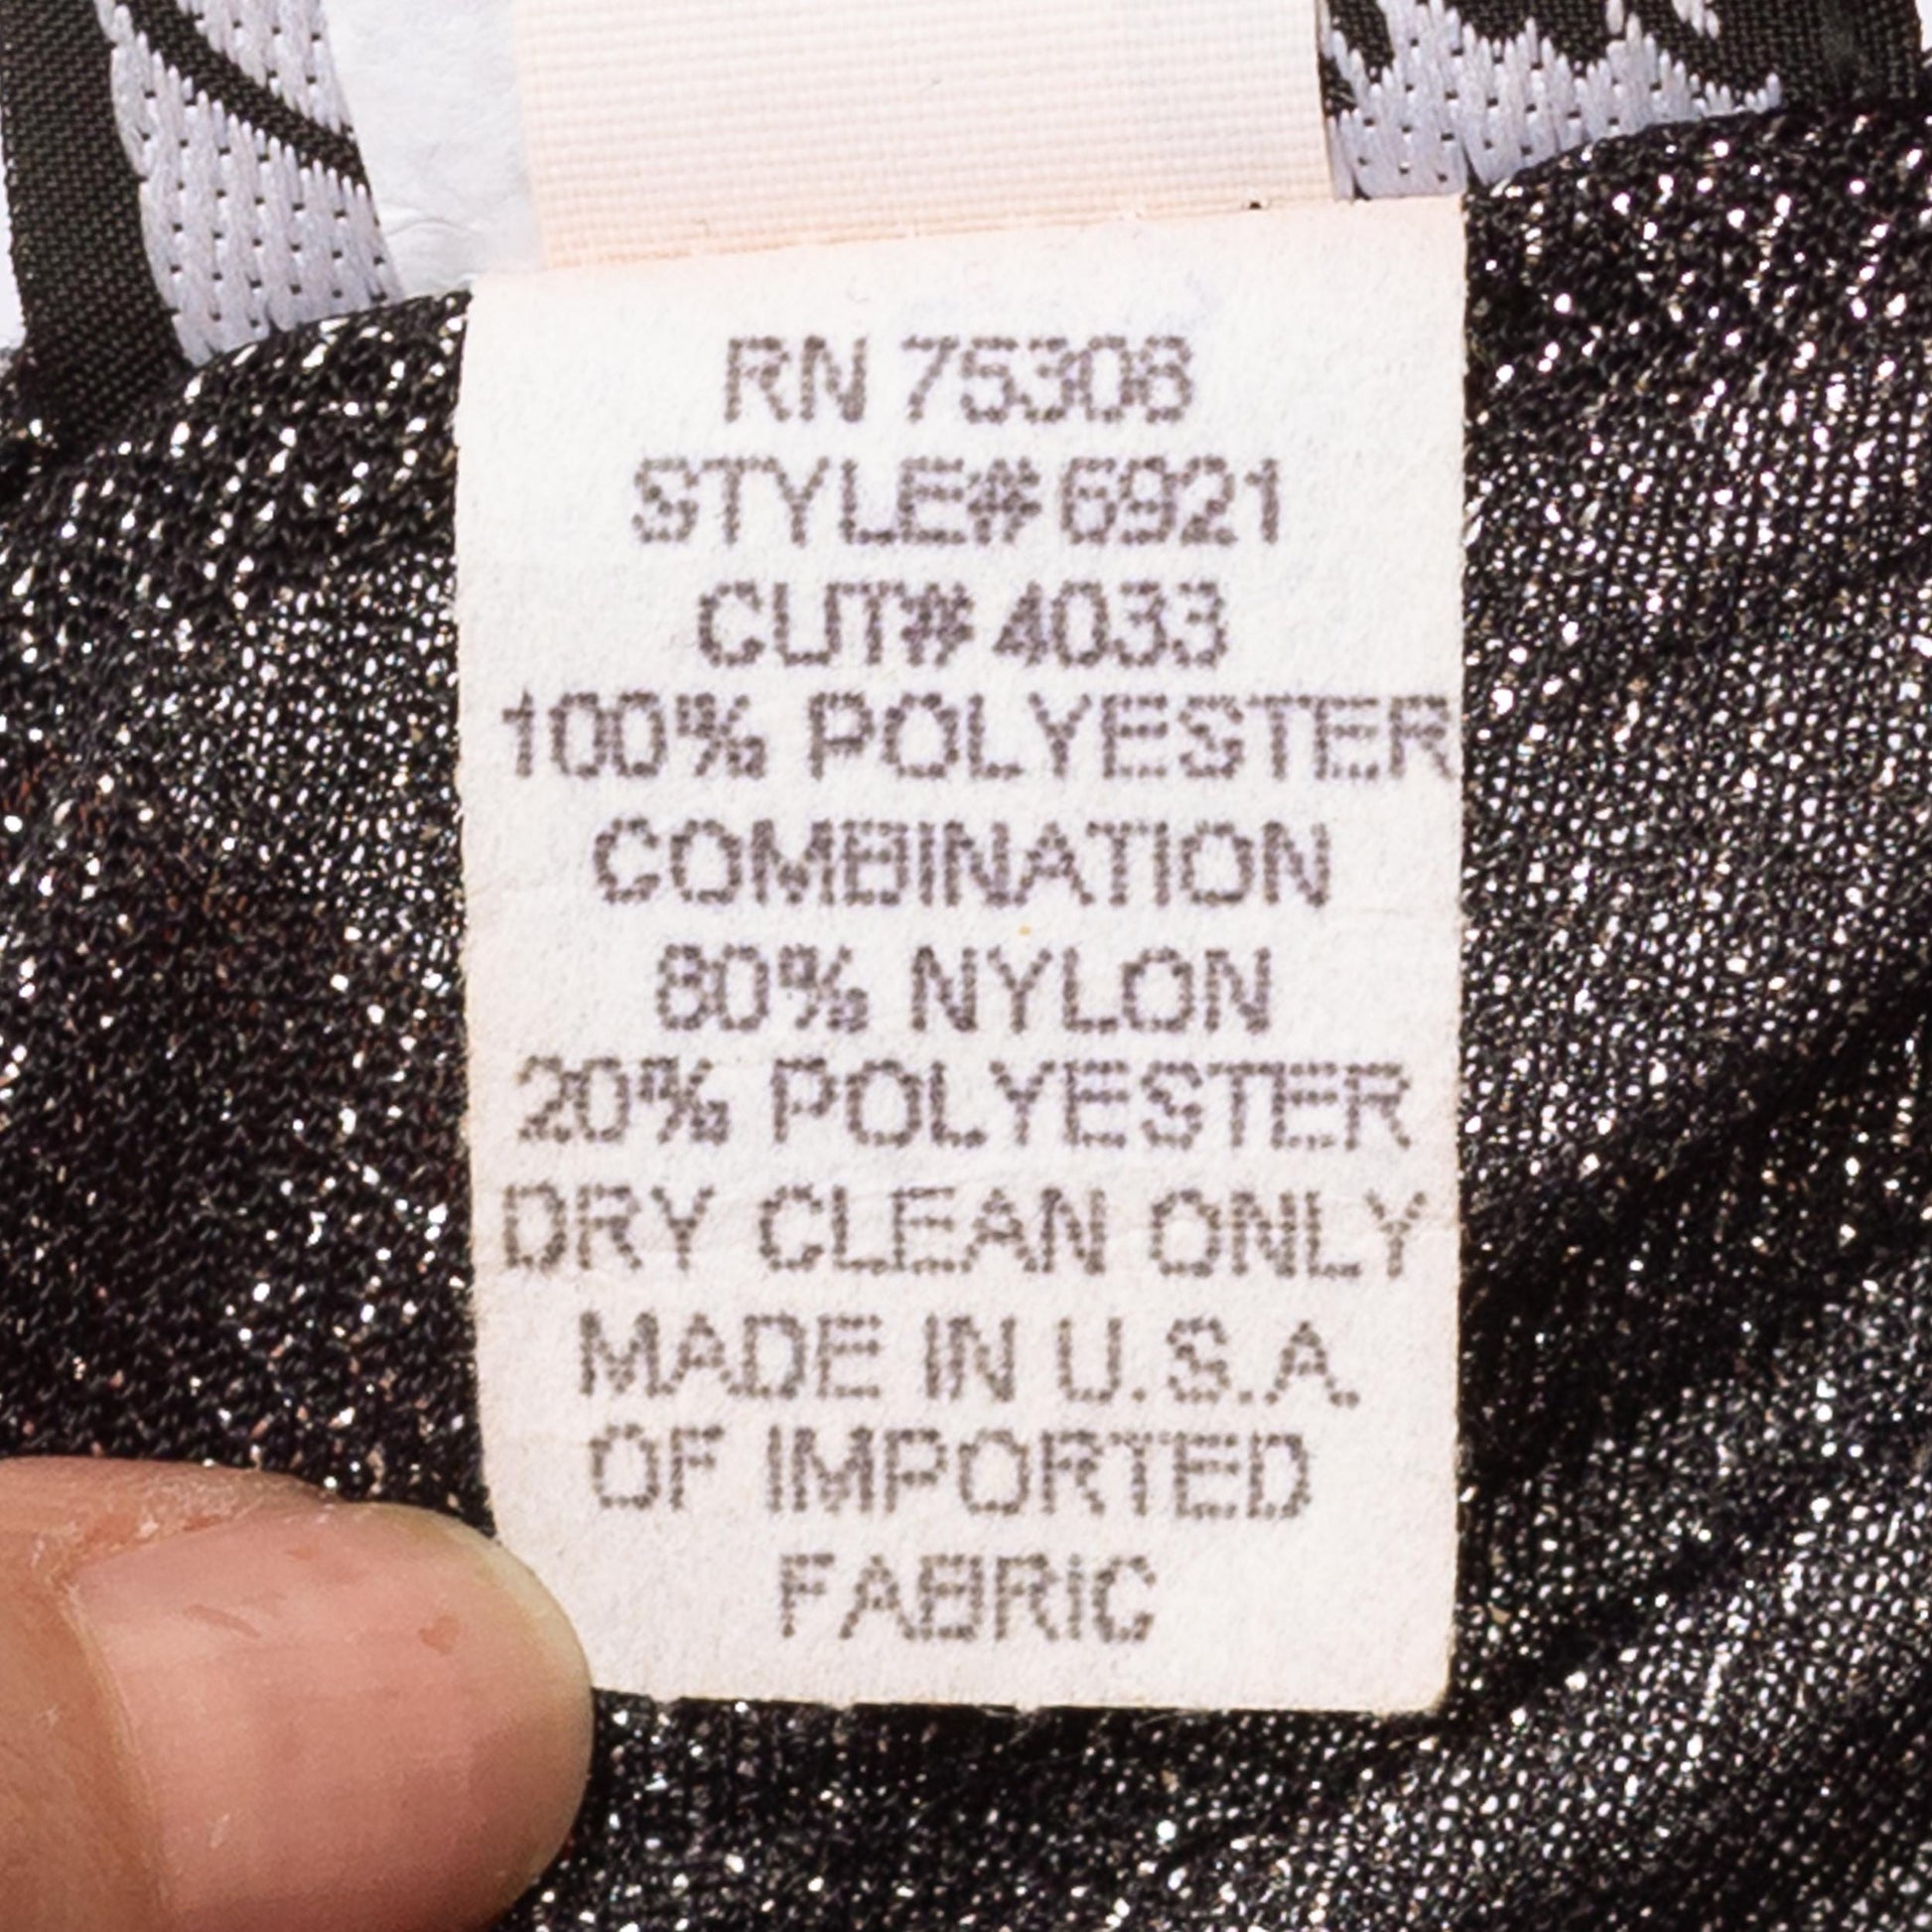 RN 75308
STYLE# 6921
CUT# 4033
100% POLYESTER
COMBINATION
80% NYLON
20% POLYESTER
DRY CLEAN ONLY
MADE IN U.S.A.
OF IMPORTED
FABRIC